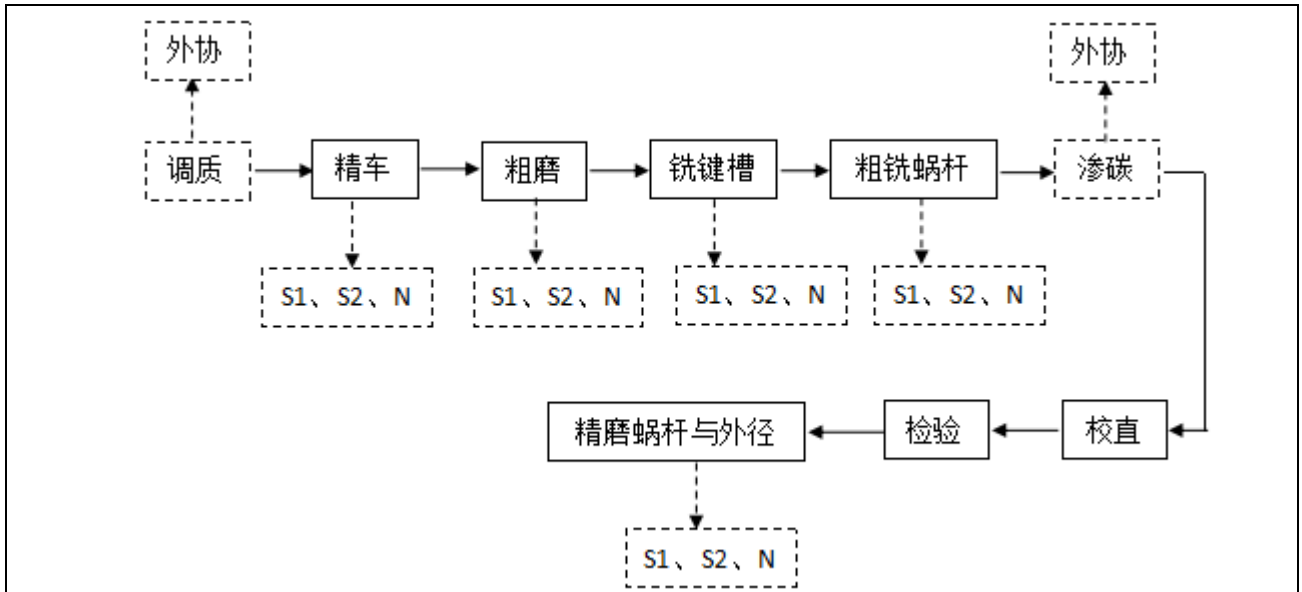 外协
外协
调质
精车
粗磨
铣键槽
粗铣蜗杆
渗碳
S1、S2、N
S1、S2、N
S1、S2、N
S1、S2、N
精磨蜗杆与外径
检验
校直
S1、S2、N